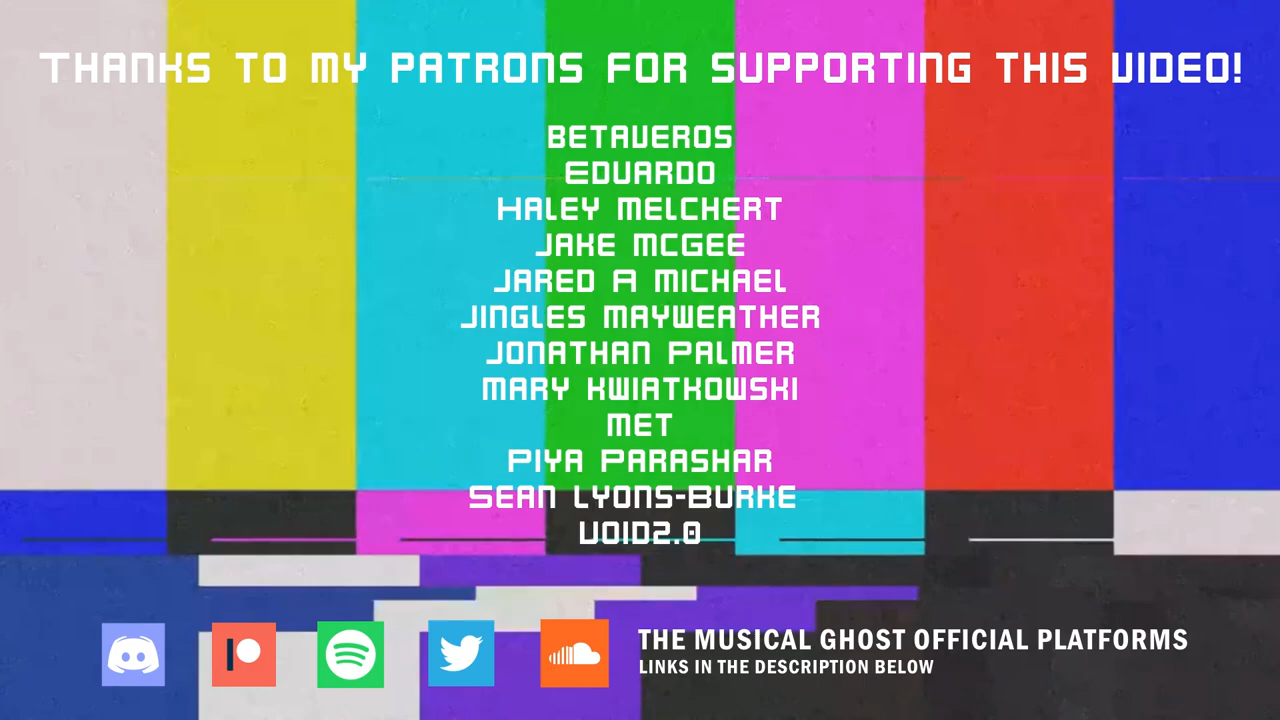 THANKS TO MY PATRONS FOR SUPPORTING THIS VIDEO!
BETAVEROS
EDUARDO
HALEY MELCHERT
JAKE MCGEE
JARED A MICHAEL
JINGLES MAYWEATHER
JONATHAN PALMER
MARY KWIATKOWSKI
MET
PIYA PARASHAR
SEAN LYONS-BURKE
VOID2.0
THE MUSICAL GHOST OFFICIAL PLATFORMS
LINKS IN THE DESCRIPTION BELOW